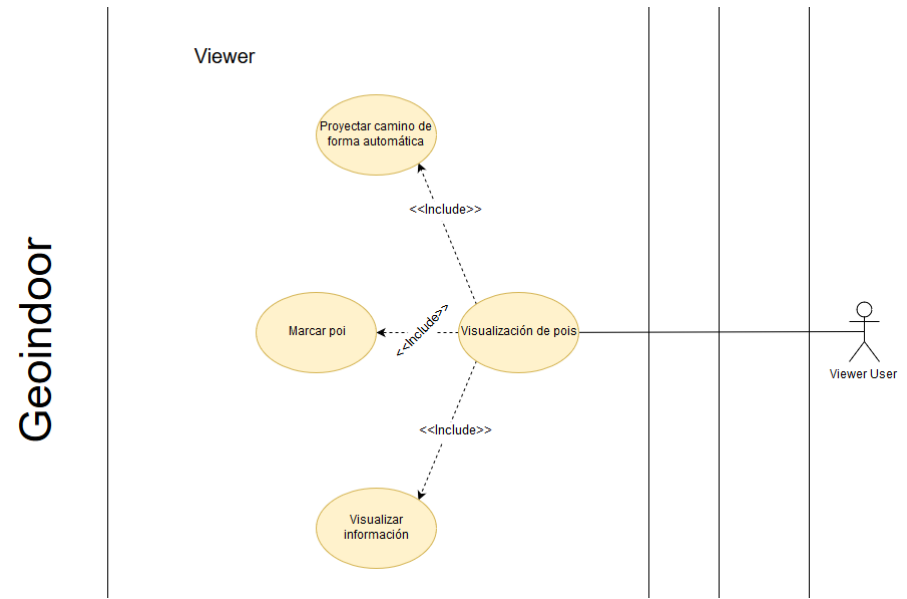 Geoindoor
Viewer
Proyectar camino de
forma automática
<<Include>>
Marcar poi
<<Include>>
Visualización de pois
Viewer User
<<Include>>
Visualizar
información